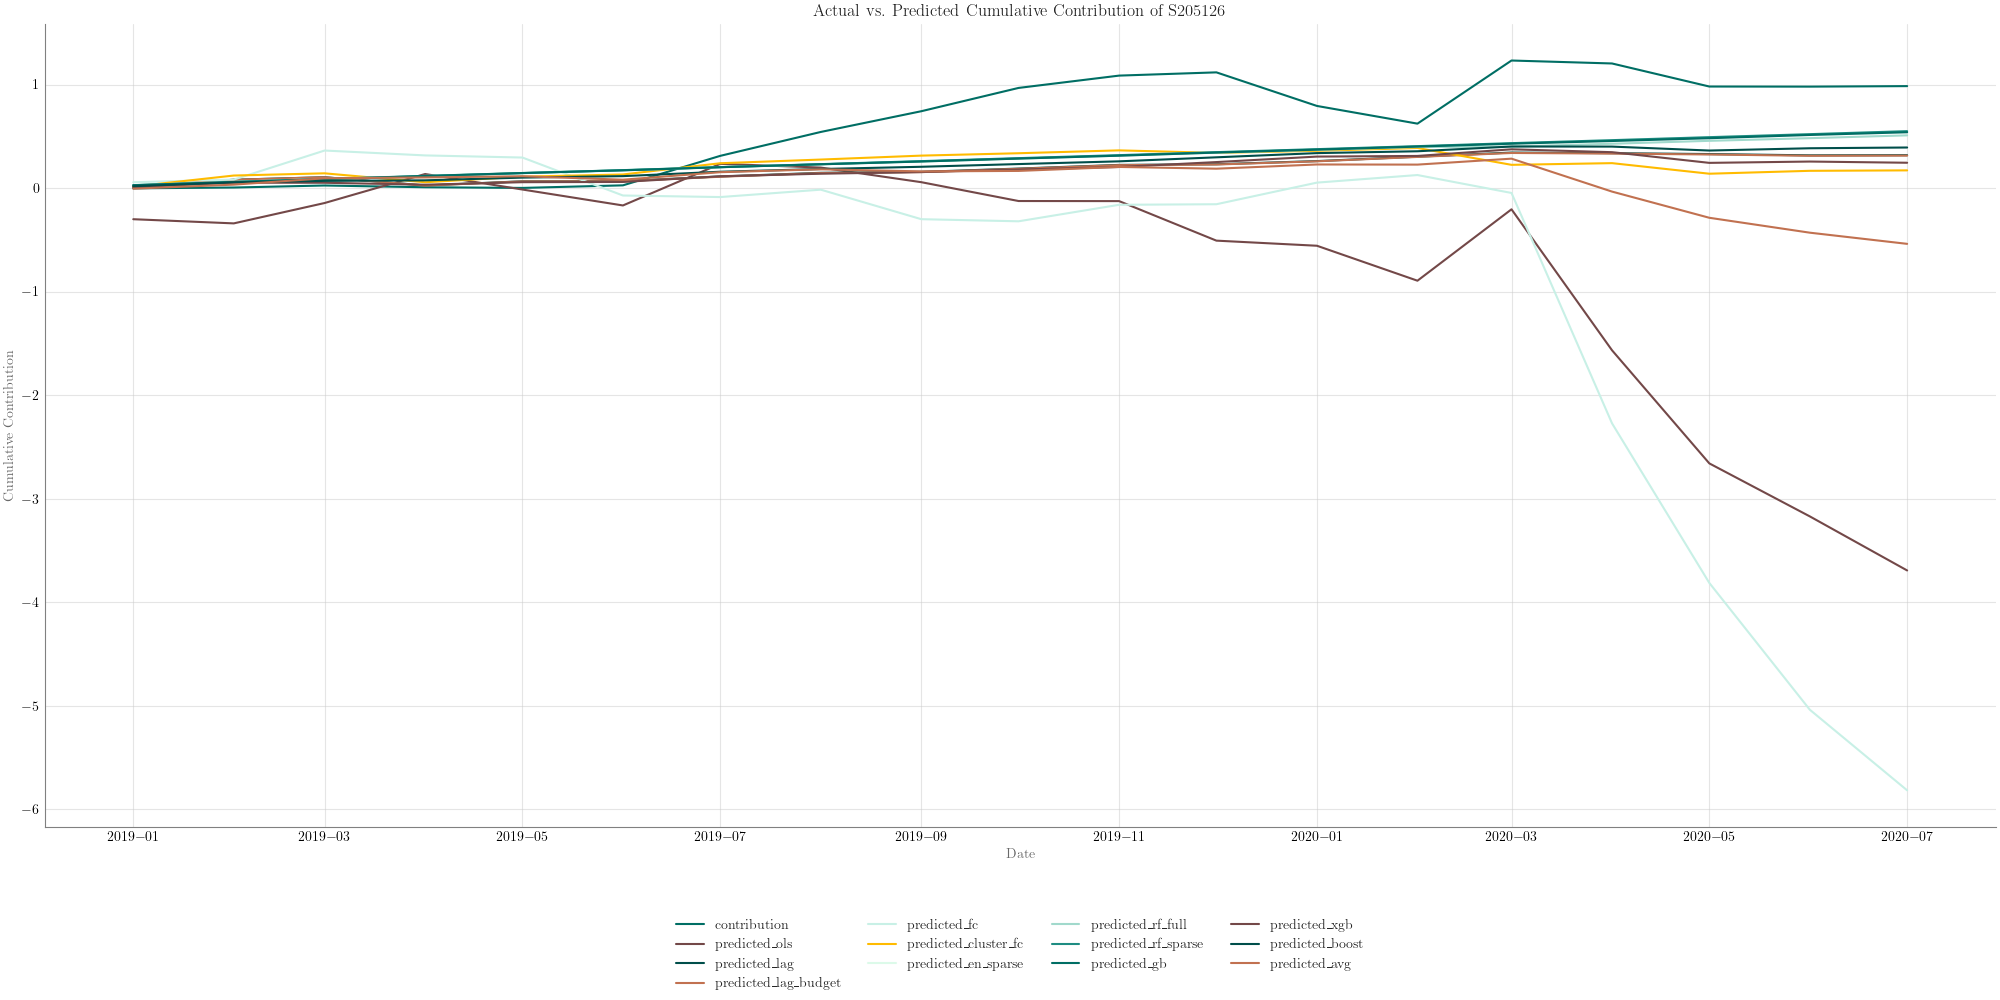 Actual vs. Predicted Cumulative Contribution of S205126
Cumulative Contribution
1
0
−1
−2
−3
−4
−5
−6
2019−01 2019−03 2019−05 2019−07 2019−09 2019−11 2020−01 2020−03 2020−05 2020−07
Date
contribution predicted_fc predicted_rf_full predicted_xgb
predicted_ols predicted_cluster_fc predicted_rf_sparse predicted_boost
predicted_lag predicted_en_sparse predicted_gb predicted_avg
predicted_lag_budget